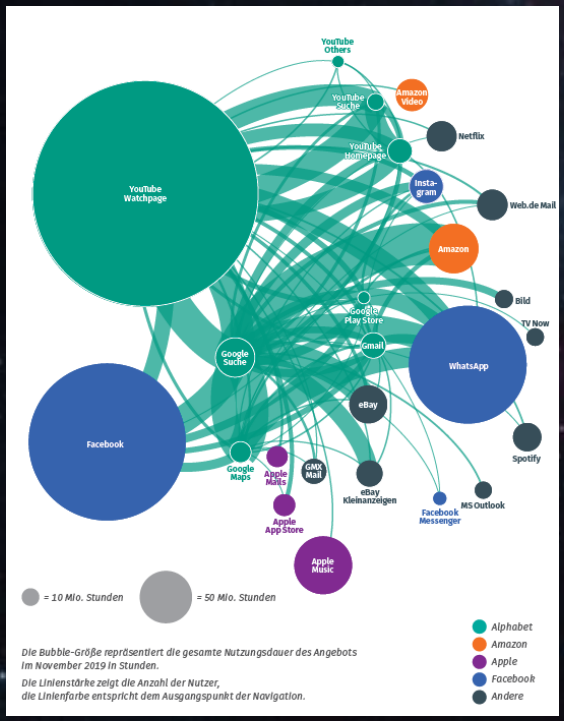 YouTube
Others
YouTube
Suche
Amazon
Video
Netflix
YouTube
Homepage
YouTube
Watchpage
Insta-
gram
Web.de Mail
Amazon
Bild
Google
Play Store
TV Now
Gmail
Google
Suche
WhatsApp
eBay
Facebook
Spotify
Google
Maps
Apple
Mails
GMX
Mail
eBay
Kleinanzeigen
MS Outlook
Facebook
Messenger
Apple
App Store
Apple
Music
= 10 Mio. Stunden
= 50 Mio. Stunden
Die Bubble-Größe repräsentiert die gesamte Nutzungsdauer des Angebots
im November 2019 in Stunden.
Die Linienstärke zeigt die Anzahl der Nutzer,
die Linienfarbe entspricht dem Ausgangspunkt der Navigation.
Alphabet
Amazon
Apple
Facebook
Andere